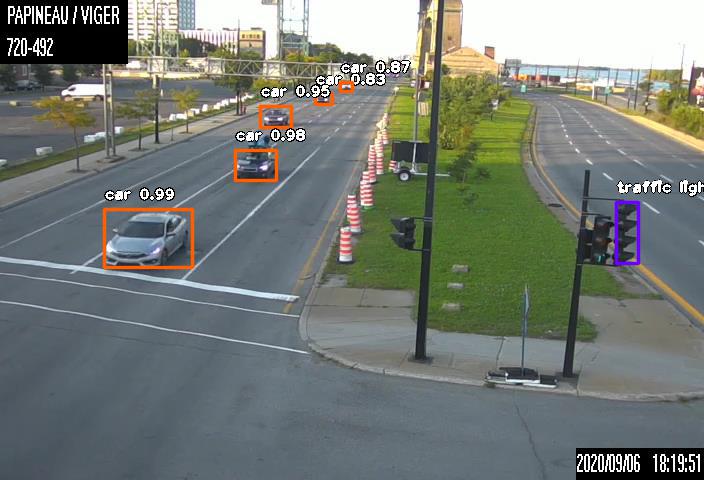 PAPINEAU / VIGER
720-492
car 0.87
car 0.83
car 0.95
car 0.98
car 0.99
traffic ligh
2020/09/06 18:19:51